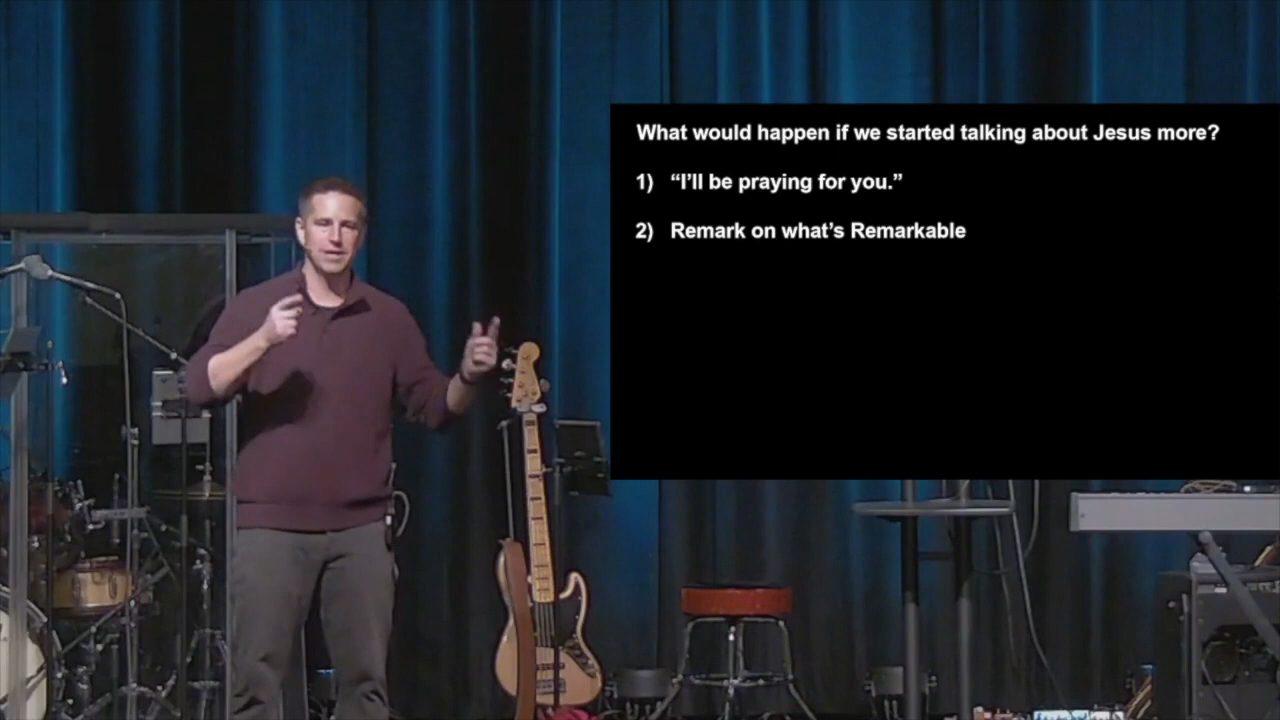 What would happen if we started talking about Jesus more?
1) “I’ll be praying for you.”
2) Remark on what’s Remarkable